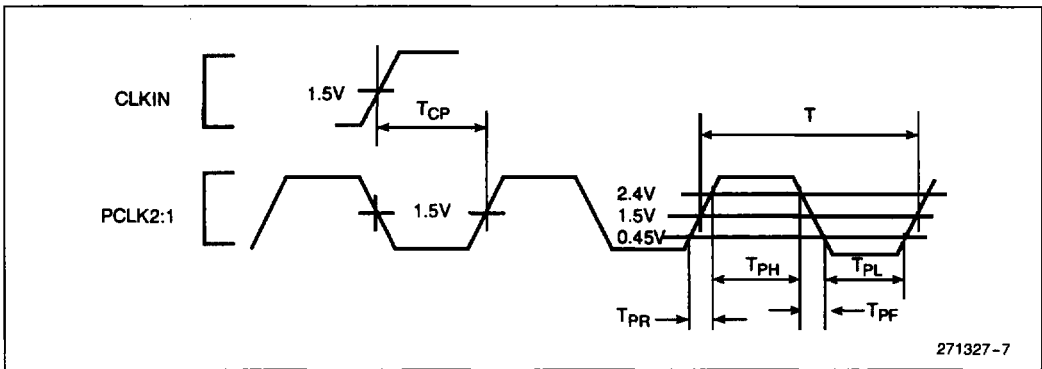 CLKIN
1.5V
TCP
T
PCLK2:1
1.5V
2.4V
1.5V
0.45V
TPH
TPL
TPR
TPF
271327-7